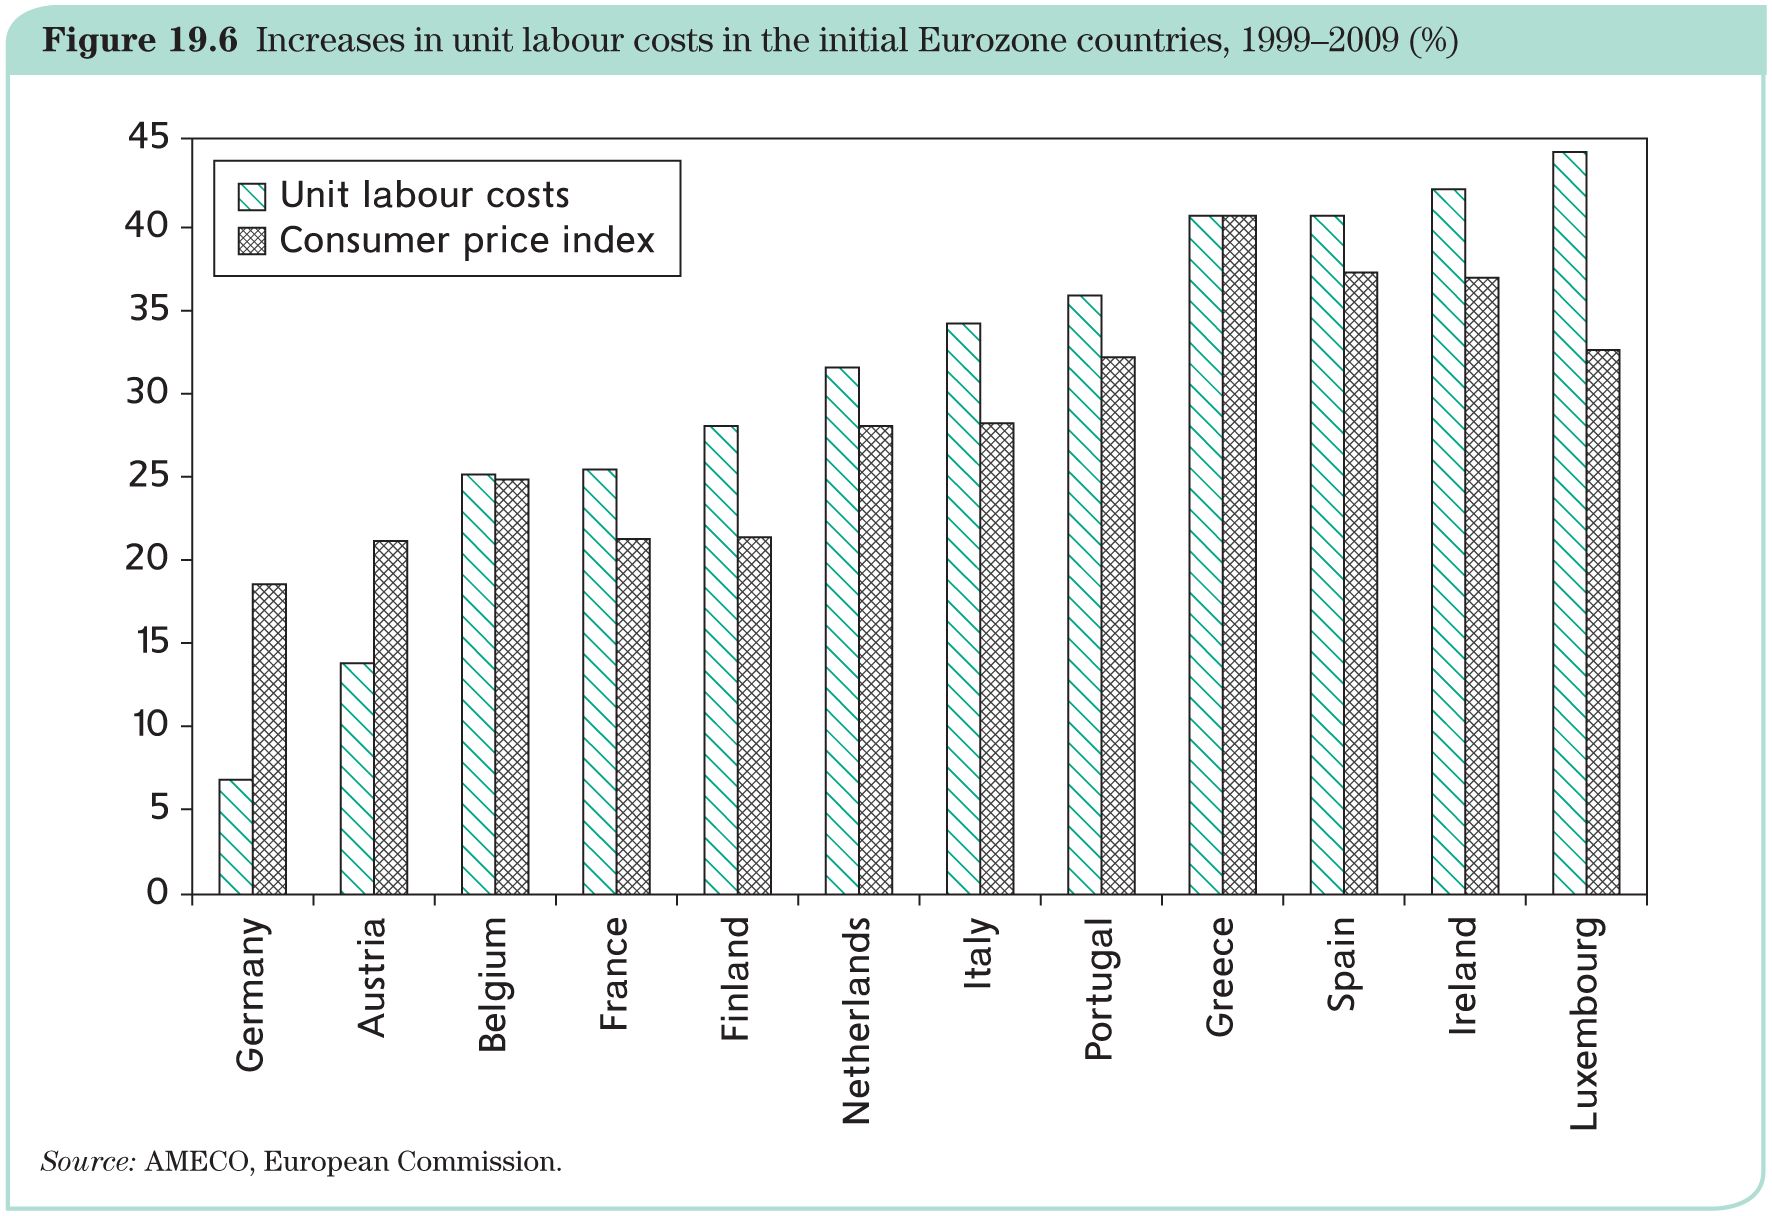 Figure 19.6 Increases in unit labour costs in the initial Eurozone countries, 1999–2009 (%)
45
40
35
30
25
20
15
10
5
0
Unit labour costs
Consumer price index
Germany
Austria
Belgium
France
Finland
Netherlands
Italy
Portugal
Greece
Spain
Ireland
Luxembourg
Source: AMECO, European Commission.